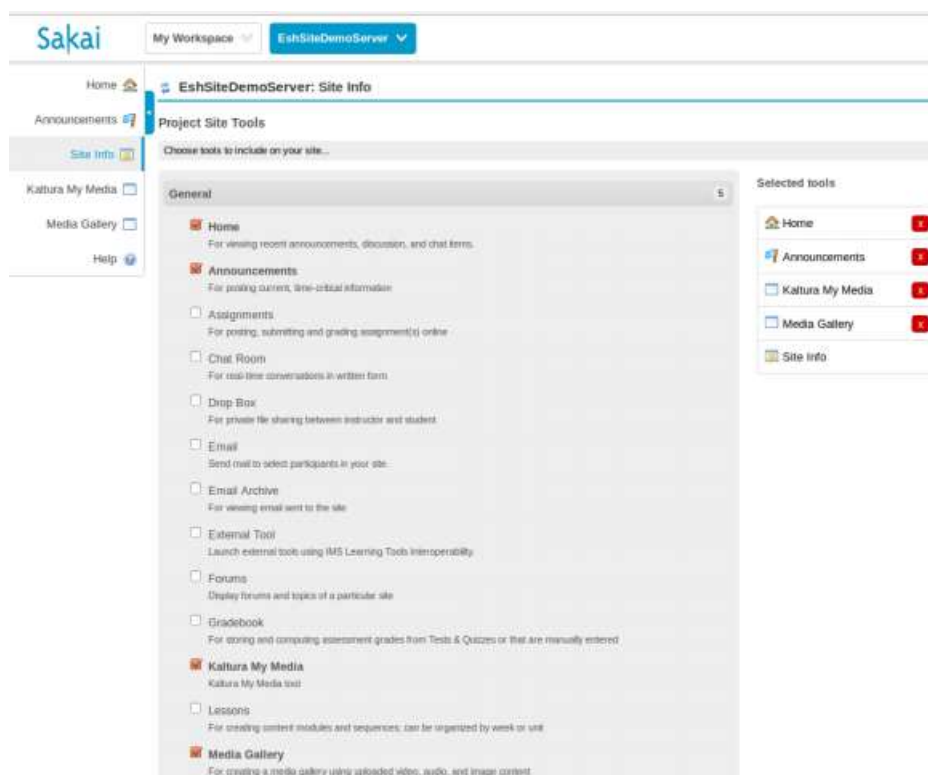 Sakai
My Workspace
EshSiteDemoServer
Home
Announcements
Site Info
Kaltura My Media
Media Gallery
Help
EshSiteDemoServer: Site Info
Project Site Tools
Choose tools to include on your site...
General 5
Home
For viewing recent announcements, discussion, and chat items.
Announcements
For posting current, time-critical information
Assignments
For posting, submitting and grading assignment(s) online
Chat Room
For real-time conversations in written form
Drop Box
For private file sharing between instructor and student
Email
Send mail to select participants in your site.
Email Archive
For viewing email sent to the site
External Tool
Launch external tools using IMS Learning Tools Interoperability.
Forums
Display forums and topics of a particular site
Gradebook
For storing and computing assessment grades from Tests & Quizzes or that are manually entered
Kaltura My Media
Kaltura My Media tool
Lessons
For creating content modules and sequences; can be organized by week or unit
Media Gallery
For creating a media gallery using uploaded video, audio, and image content
Selected tools
Home x
Announcements x
Kaltura My Media x
Media Gallery x
Site Info